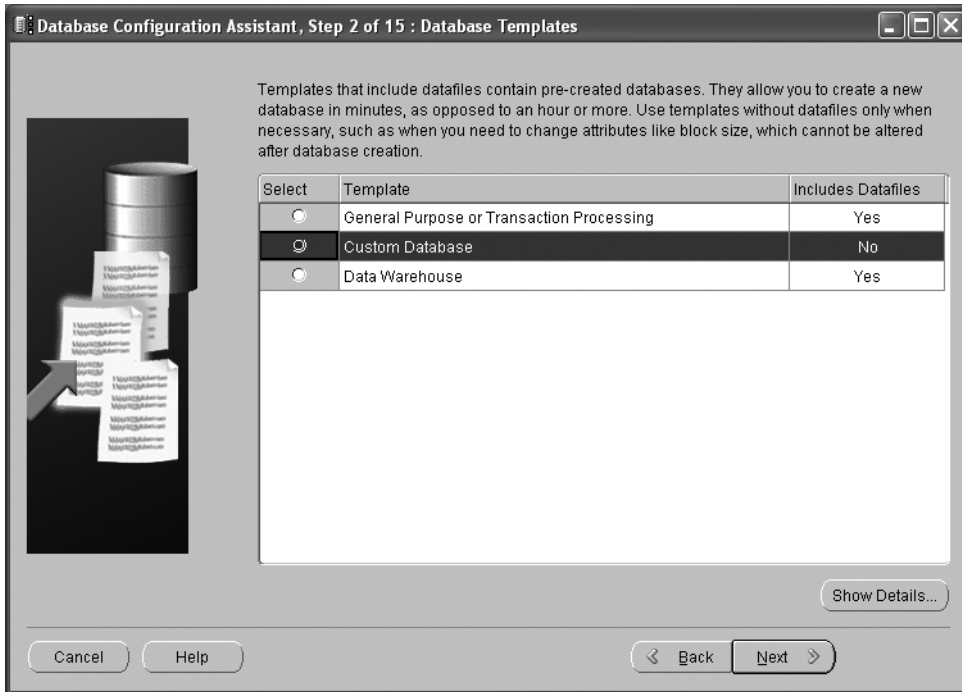 Database Configuration Assistant, Step 2 of 15 : Database Templates
Templates that include datafiles contain pre-created databases. They allow you to create a new
database in minutes, as opposed to an hour or more. Use templates without datafiles only when
necessary, such as when you need to change attributes like block size, which cannot be altered
after database creation.
Select Template Includes Datafiles
General Purpose or Transaction Processing Yes
Custom Database No
Data Warehouse Yes
Show Details...
Cancel Help Back Next